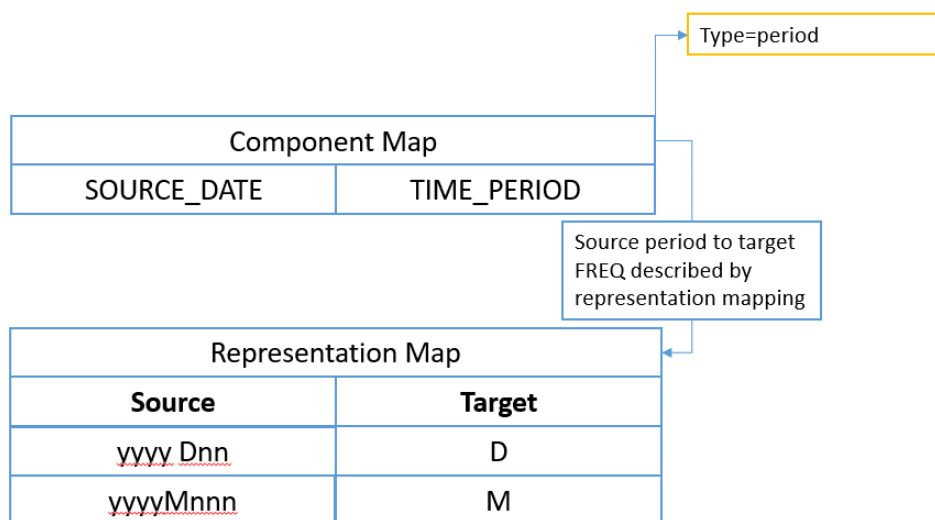 Type=period
Component Map
SOURCE_DATE TIME_PERIOD
Source period to target
FREQ described by
representation mapping
Representation Map
Source Target
yyyy Dnn D
yyyyMnnn M